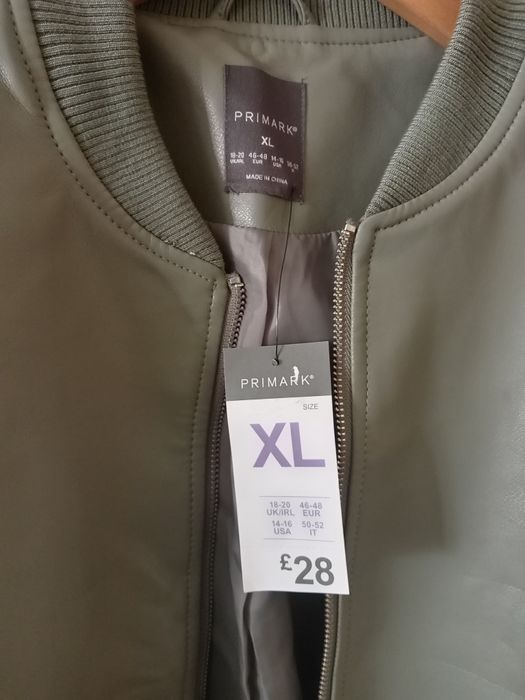 PRIMARK®
XL
18-20 46-48 14-16 50-52
UK/IRL EUR USA IT
MADE IN CHINA
PRIMARK®
SIZE
XL
18-20 46-48
UK/IRL EUR
14-16 50-52
USA IT
£28